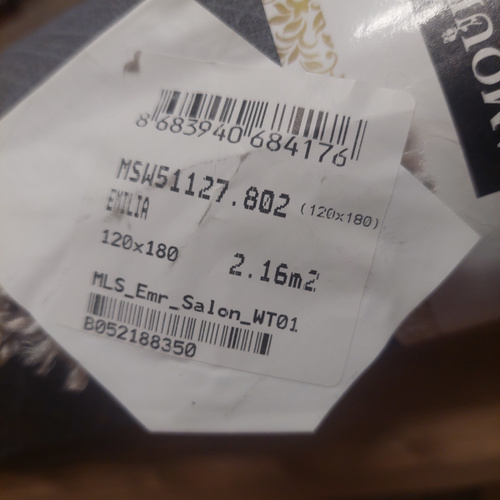 8 683940 684176
MSW51127.802 (120x180)
EMILIA
120x180 2.16m2
MLS_Emr_Salon_WT01
B052188350